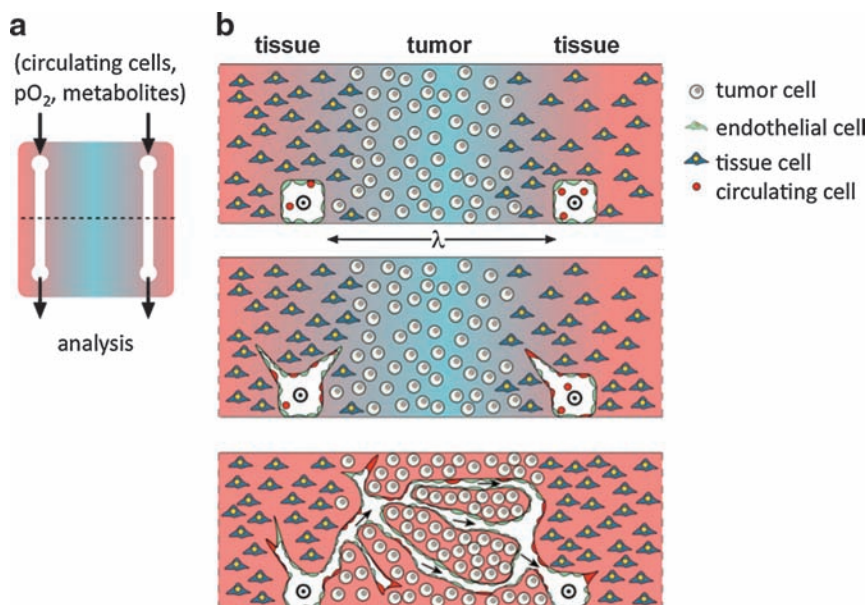 a
(circulating cells,
pO₂, metabolites)
analysis
b
tissue tumor tissue
λ
tumor cell
endothelial cell
tissue cell
circulating cell